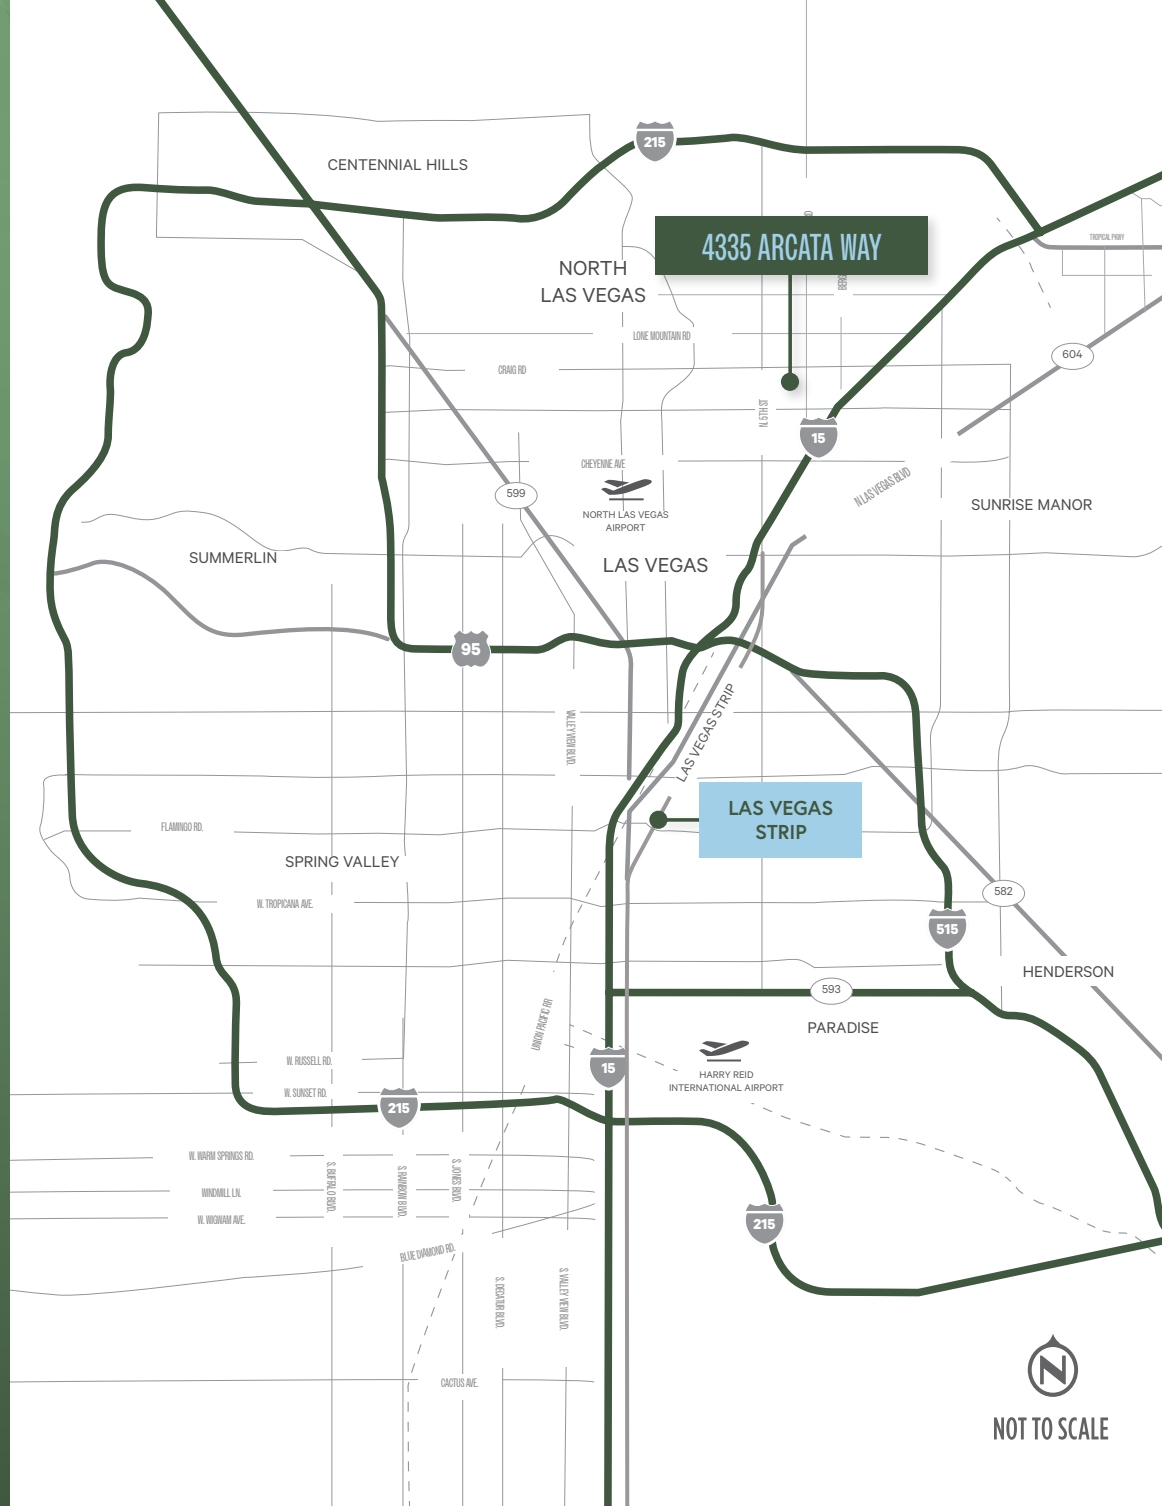 215
CENTENNIAL HILLS
4335 ARCATA WAY
TROPICAL PKWY
NORTH
LAS VEGAS
LONE MOUNTAIN RD
604
CRAIG RD
N. 5TH ST
15
CHEYENNE AVE
N LAS VEGAS BLVD
599
SUNRISE MANOR
NORTH LAS VEGAS
AIRPORT
SUMMERLIN
LAS VEGAS
95
LAS VEGAS STRIP
VALLEY VIEW BLVD.
LAS VEGAS
STRIP
FLAMINGO RD.
SPRING VALLEY
582
W. TROPICANA AVE.
515
HENDERSON
593
UNION PACIFIC RR
PARADISE
W. RUSSELL RD.
15
HARRY REID
INTERNATIONAL AIRPORT
W. SUNSET RD.
215
W. WARM SPRINGS RD.
S. BUFFALO BLVD.
S. RAINBOW BLVD.
S. JONES BLVD.
WINDMILL LN.
W. WIGWAM AVE.
215
BLUE DIAMOND RD.
S. DECATUR BLVD.
S. VALLEY VIEW BLVD.
CACTUS AVE.
N
NOT TO SCALE